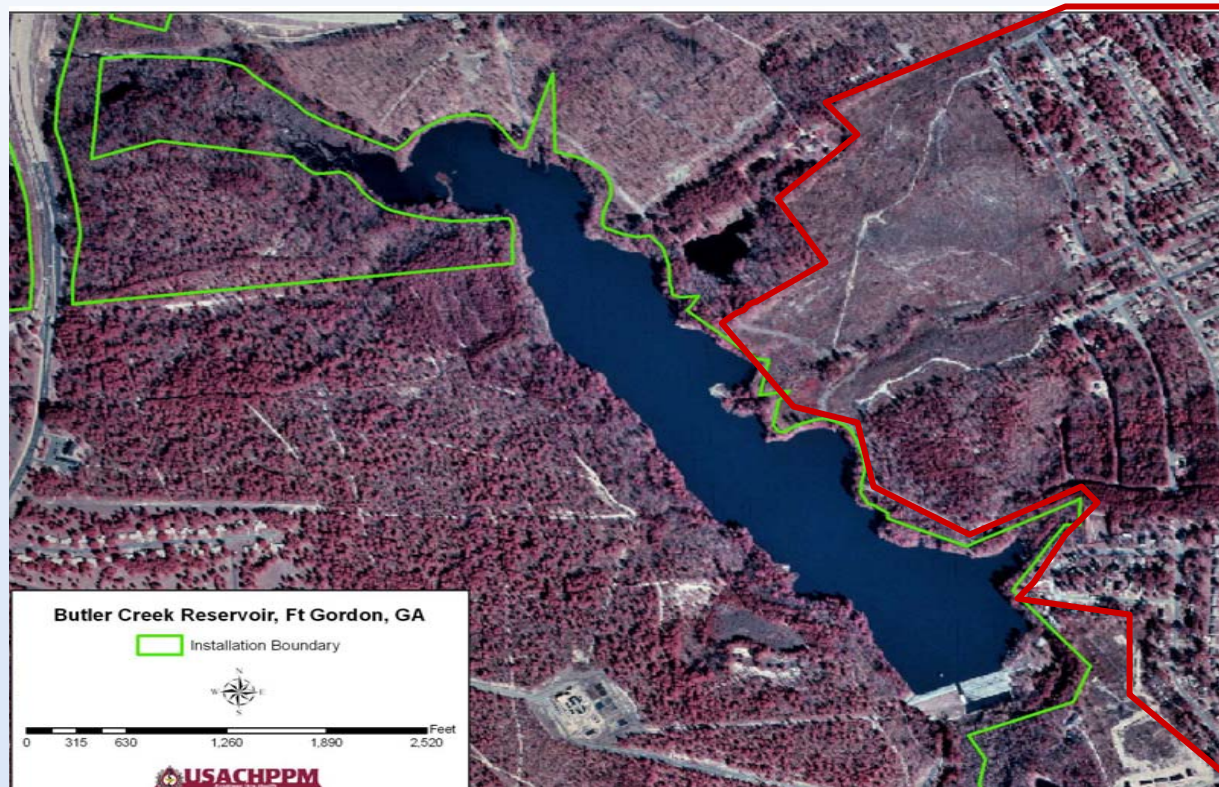 Butler Creek Reservoir, Ft Gordon, GA
Installation Boundary
N
W E
S
Feet
0 315 630 1,260 1,890 2,520
USACHPPM